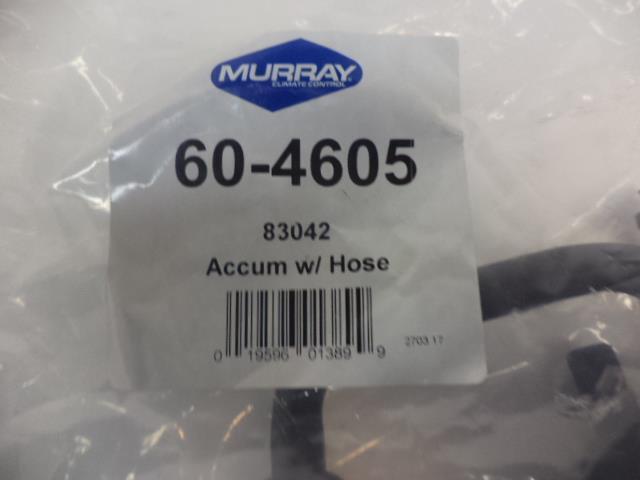 MURRAY
CLIMATE CONTROL
60-4605
83042
Accum w/ Hose
0 19596 01389 9
2703.17